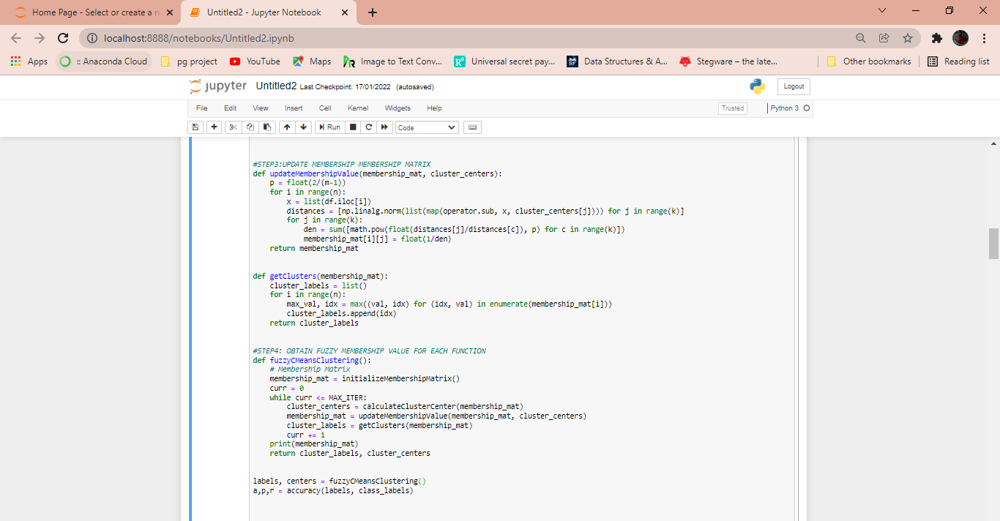 Home Page - Select or create a n
Untitled2 - Jupyter Notebook
localhost:8888/notebooks/Untitled2.ipynb
Apps
:: Anaconda Cloud
pg project
YouTube
Maps
Image to Text Conv...
Universal secret pay...
Data Structures & A...
Stegware – the late...
Other bookmarks
Reading list
jupyter Untitled2 Last Checkpoint: 17/01/2022 (autosaved)
Logout
File Edit View Insert Cell Kernel Widgets Help
Trusted
Python 3
Run
Code
#STEP3:UPDATE MEMBERSHIP MEMBERSHIP MATRIX
def updateMembershipValue(membership_mat, cluster_centers):
    p = float(2/(m-1))
    for i in range(n):
        x = list(df.iloc[i])
        distances = [np.linalg.norm(list(map(operator.sub, x, cluster_centers[j]))) for j in range(k)]
        for j in range(k):
            den = sum([math.pow(float(distances[j]/distances[c]), p) for c in range(k)])
            membership_mat[i][j] = float(1/den)
    return membership_mat
def getClusters(membership_mat):
    cluster_labels = list()
    for i in range(n):
        max_val, idx = max((val, idx) for (idx, val) in enumerate(membership_mat[i]))
        cluster_labels.append(idx)
    return cluster_labels
#STEP4: OBTAIN FUZZY MEMBERSHIP VALUE FOR EACH FUNCTION
def fuzzyCMeansClustering():
    # Membership Matrix
    membership_mat = initializeMembershipMatrix()
    curr = 0
    while curr <= MAX_ITER:
        cluster_centers = calculateClusterCenter(membership_mat)
        membership_mat = updateMembershipValue(membership_mat, cluster_centers)
        cluster_labels = getClusters(membership_mat)
        curr += 1
    print(membership_mat)
    return cluster_labels, cluster_centers
labels, centers = fuzzyCMeansClustering()
a,p,r = accuracy(labels, class_labels)